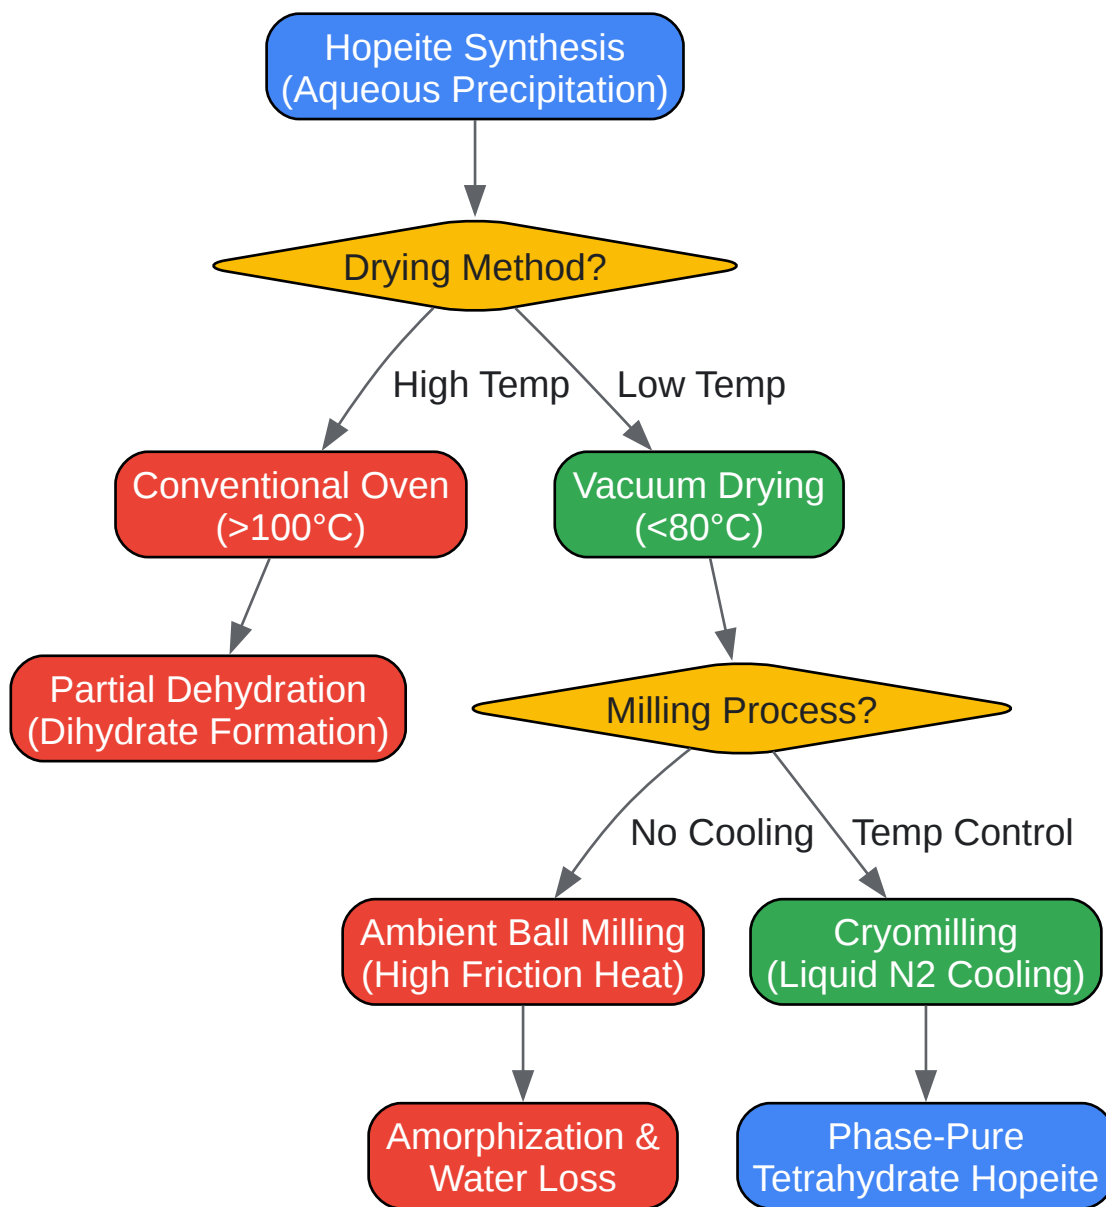 Hopeite Synthesis
(Aqueous Precipitation)
Drying Method?
High Temp
Low Temp
Conventional Oven
(>100°C)
Vacuum Drying
(<80°C)
Partial Dehydration
(Dihydrate Formation)
Milling Process?
No Cooling
Temp Control
Ambient Ball Milling
(High Friction Heat)
Cryomilling
(Liquid N2 Cooling)
Amorphization &
Water Loss
Phase-Pure
Tetrahydrate Hopeite